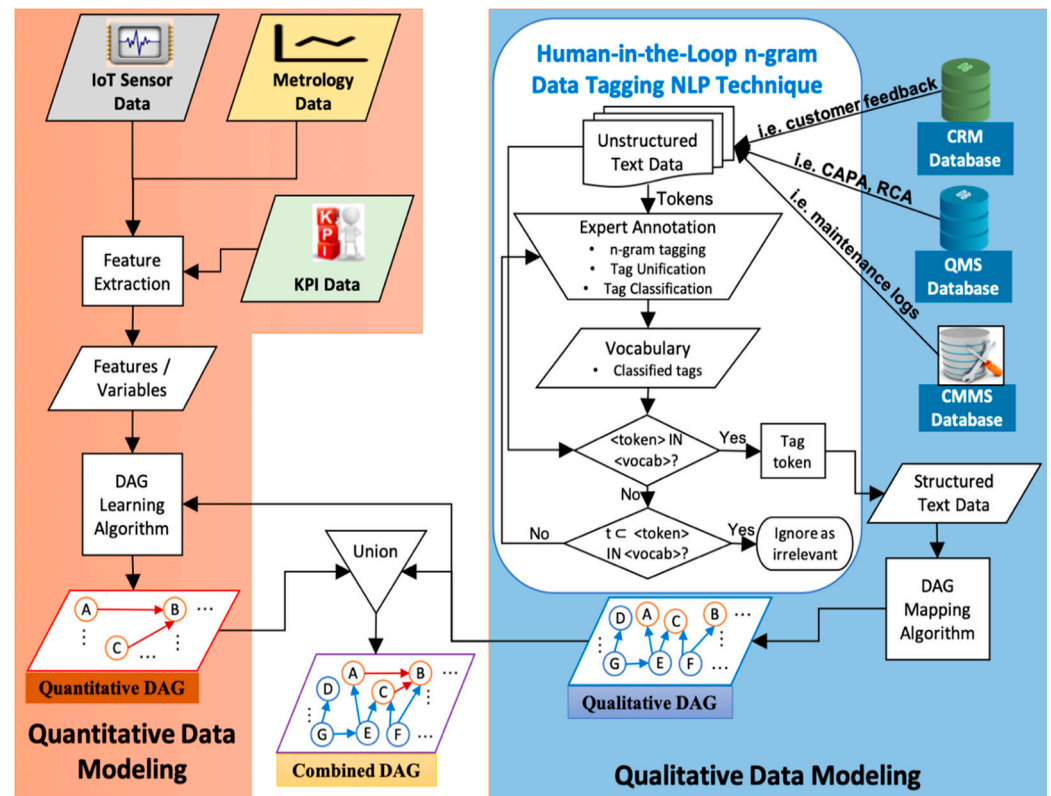 IoT Sensor
Data
Metrology
Data
KPI
KPI Data
Feature
Extraction
Features /
Variables
DAG
Learning
Algorithm
A
B
...
C
...
Quantitative DAG
Quantitative Data
Modeling
Union
A
B
...
D
C
G
E
F
...
Combined DAG
Human-in-the-Loop n-gram
Data Tagging NLP Technique
Unstructured
Text Data
Tokens
Expert Annotation
• n-gram tagging
• Tag Unification
• Tag Classification
Vocabulary
• Classified tags
<token> IN
<vocab>?
Yes
Tag
token
No
t ⊂ <token>
IN <vocab>?
No
Yes
Ignore as
irrelevant
i.e. customer feedback
i.e. CAPA, RCA
i.e. maintenance logs
DB
CRM
Database
DB
QMS
Database
CMMS
Database
Structured
Text Data
DAG
Mapping
Algorithm
D
A
C
B
...
G
E
F
...
Qualitative DAG
Qualitative Data Modeling